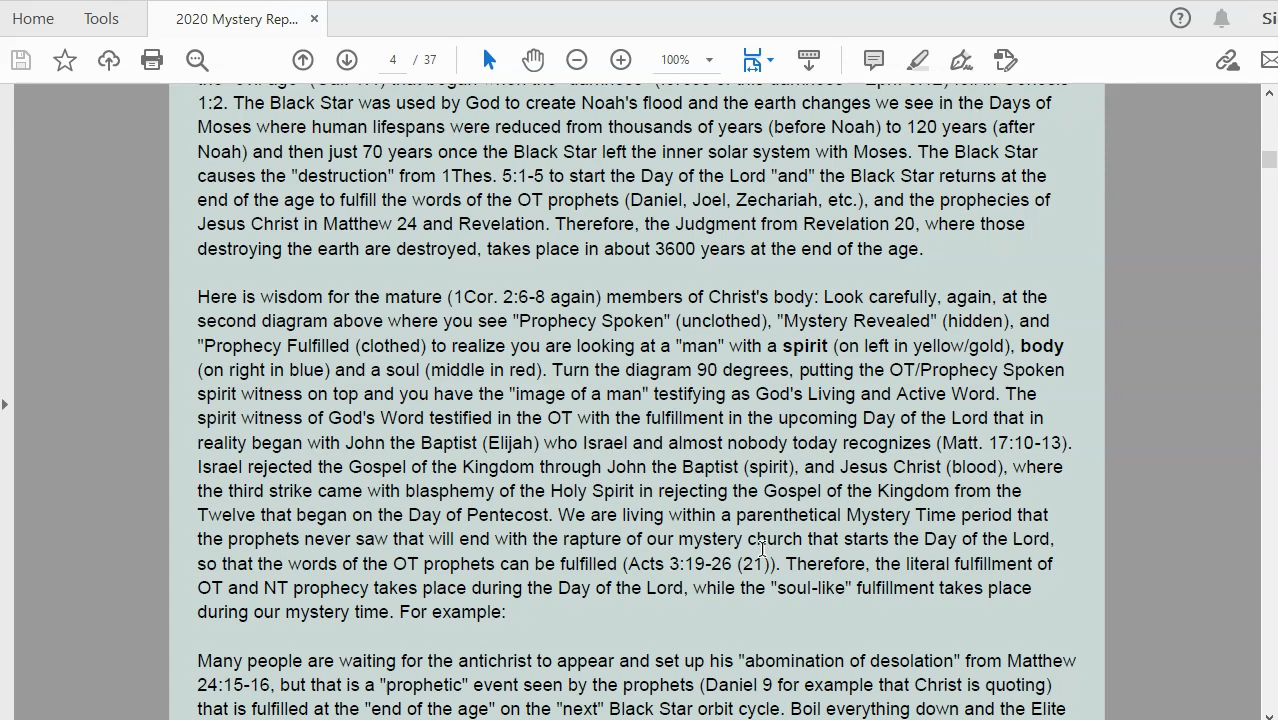 Home
Tools
2020 Mystery Rep...
×
Si
4 / 37
100%
1:2. The Black Star was used by God to create Noah's flood and the earth changes we see in the Days of
Moses where human lifespans were reduced from thousands of years (before Noah) to 120 years (after
Noah) and then just 70 years once the Black Star left the inner solar system with Moses. The Black Star
causes the "destruction" from 1Thes. 5:1-5 to start the Day of the Lord "and" the Black Star returns at the
end of the age to fulfill the words of the OT prophets (Daniel, Joel, Zechariah, etc.), and the prophecies of
Jesus Christ in Matthew 24 and Revelation. Therefore, the Judgment from Revelation 20, where those
destroying the earth are destroyed, takes place in about 3600 years at the end of the age.
Here is wisdom for the mature (1Cor. 2:6-8 again) members of Christ's body: Look carefully, again, at the
second diagram above where you see "Prophecy Spoken" (unclothed), "Mystery Revealed" (hidden), and
"Prophecy Fulfilled (clothed) to realize you are looking at a "man" with a spirit (on left in yellow/gold), body
(on right in blue) and a soul (middle in red). Turn the diagram 90 degrees, putting the OT/Prophecy Spoken
spirit witness on top and you have the "image of a man" testifying as God's Living and Active Word. The
spirit witness of God's Word testified in the OT with the fulfillment in the upcoming Day of the Lord that in
reality began with John the Baptist (Elijah) who Israel and almost nobody today recognizes (Matt. 17:10-13).
Israel rejected the Gospel of the Kingdom through John the Baptist (spirit), and Jesus Christ (blood), where
the third strike came with blasphemy of the Holy Spirit in rejecting the Gospel of the Kingdom from the
Twelve that began on the Day of Pentecost. We are living within a parenthetical Mystery Time period that
the prophets never saw that will end with the rapture of our mystery church that starts the Day of the Lord,
so that the words of the OT prophets can be fulfilled (Acts 3:19-26 (21)). Therefore, the literal fulfillment of
OT and NT prophecy takes place during the Day of the Lord, while the "soul-like" fulfillment takes place
during our mystery time. For example:
Many people are waiting for the antichrist to appear and set up his "abomination of desolation" from Matthew
24:15-16, but that is a "prophetic" event seen by the prophets (Daniel 9 for example that Christ is quoting)
that is fulfilled at the "end of the age" on the "next" Black Star orbit cycle. Boil everything down and the Elite